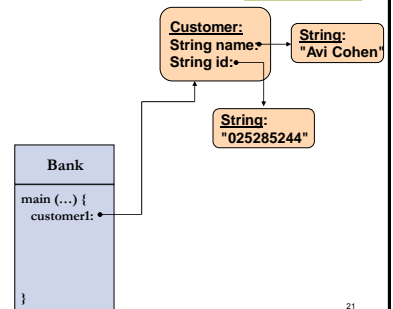 Customer:
String name:
String id:
String:
"Avi Cohen"
String:
"025285244"
Bank
main (…) {
customer1:
}
21